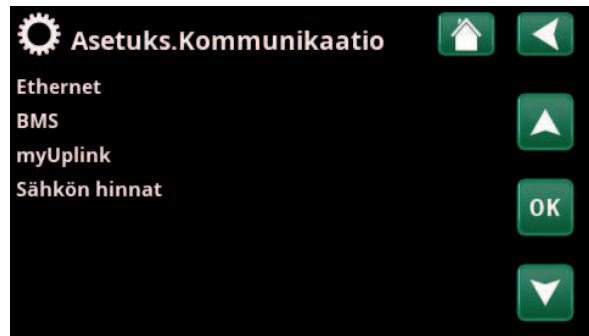 Asetuks.Kommunikaatio
Ethernet
BMS
myUplink
Sähkön hinnat
OK